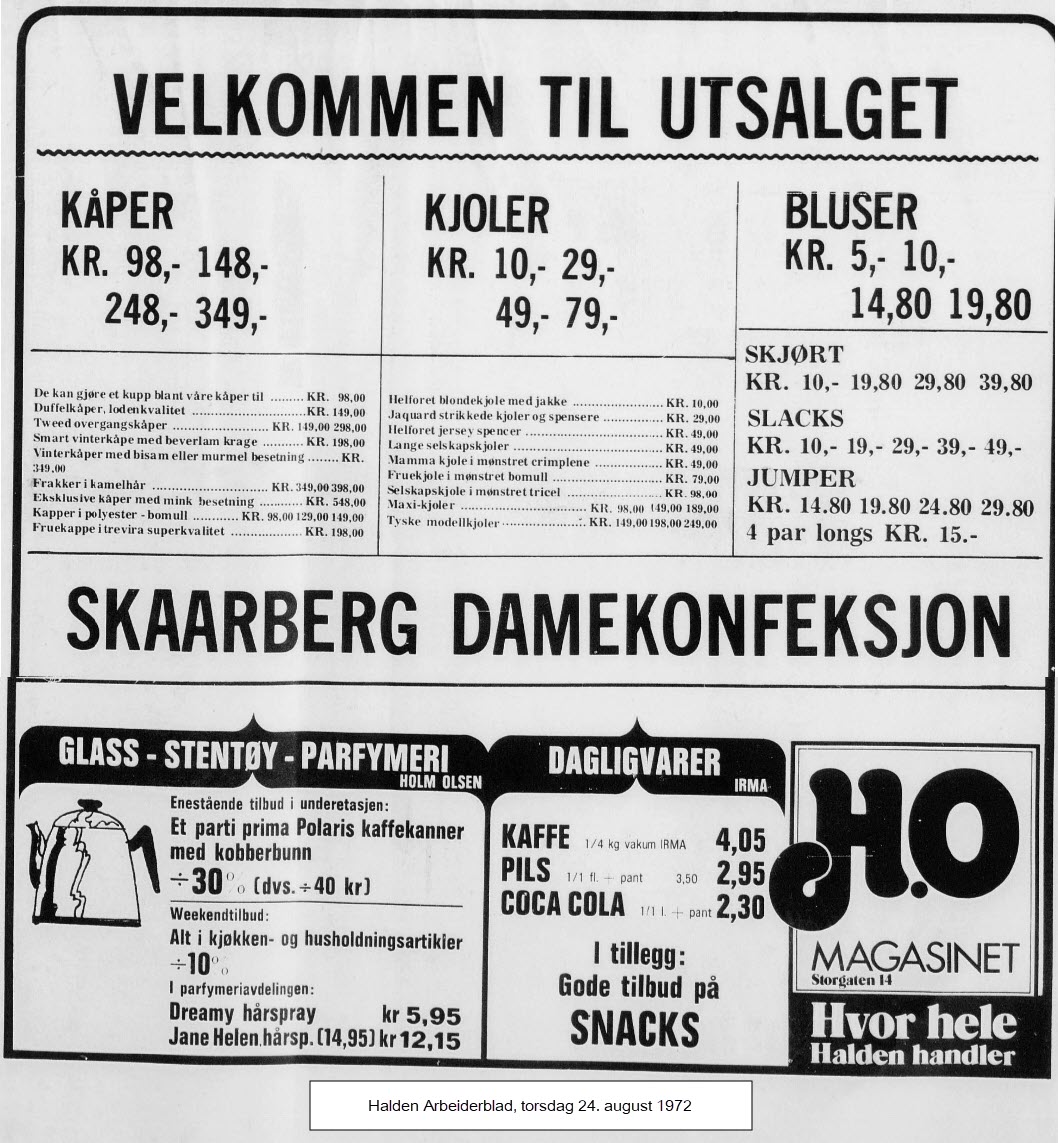 VELKOMMEN TIL UTSALGET
KÅPER
KR. 98,- 148,-
248,- 349,-
De kan gjøre et kupp blant våre kåper til ......... KR. 98,00
Duffelkåper, lodenkvalitet ............................... KR. 149,00
Tweed overgangskåper ........................ KR. 149,00 298,00
Smart vinterkåpe med beverlam krage ........... KR. 198,00
Vinterkåper med bisam eller murmel besetning ........ KR.
349,00
Frakker i kamelhår ............................ KR. 349,00 398,00
Eksklusive kåper med mink besetning ............ KR. 548,00
Kapper i polyester - bomull ............ KR. 98,00 129,00 149,00
Fruekappe i trevira superkvalitet ................... KR. 198,00
KJOLER
KR. 10,- 29,-
49,- 79,-
Helforet blondekjole med jakke ......................... KR. 10,00
Jaquard strikkede kjoler og spensere ................. KR. 29,00
Helforet jersey spencer .................................... KR. 49,00
Lange selskapskjoler ........................................ KR. 49,00
Mamma kjole i mønstret crimplene .................. KR. 49,00
Fruekjole i mønstret bomull .............................. KR. 79,00
Selskapskjole i mønstret tricel .......................... KR. 98,00
Maxi-kjoler ................................. KR. 98,00 149,00 189,00
Tyske modellkjoler ...................... KR. 149,00 198,00 249,00
BLUSER
KR. 5,- 10,-
14,80 19,80
SKJØRT
KR. 10,- 19,80 29,80 39,80
SLACKS
KR. 10,- 19,- 29,- 39,- 49,-
JUMPER
KR. 14.80 19.80 24.80 29.80
4 par longs KR. 15.-
SKAARBERG DAMEKONFEKSJON
GLASS - STENTØY - PARFYMERI
HOLM OLSEN
Enestående tilbud i underetasjen:
Et parti prima Polaris kaffekanner
med kobberbunn
÷30% (dvs. ÷40 kr)
Weekendtilbud:
Alt i kjøkken- og husholdningsartikler
÷10%
I parfymeriavdelingen:
Dreamy hårspray kr 5,95
Jane Helen hårsp. (14,95) kr 12,15
DAGLIGVARER
IRMA
KAFFE 1/4 kg vakum IRMA 4,05
PILS 1/1 fl. + pant 3,50 2,95
COCA COLA 1/1 l. + pant 2,30
I tillegg:
Gode tilbud på
SNACKS
H.O
MAGASINET
Storgaten 14
Hvor hele
Halden handler
Halden Arbeiderblad, torsdag 24. august 1972